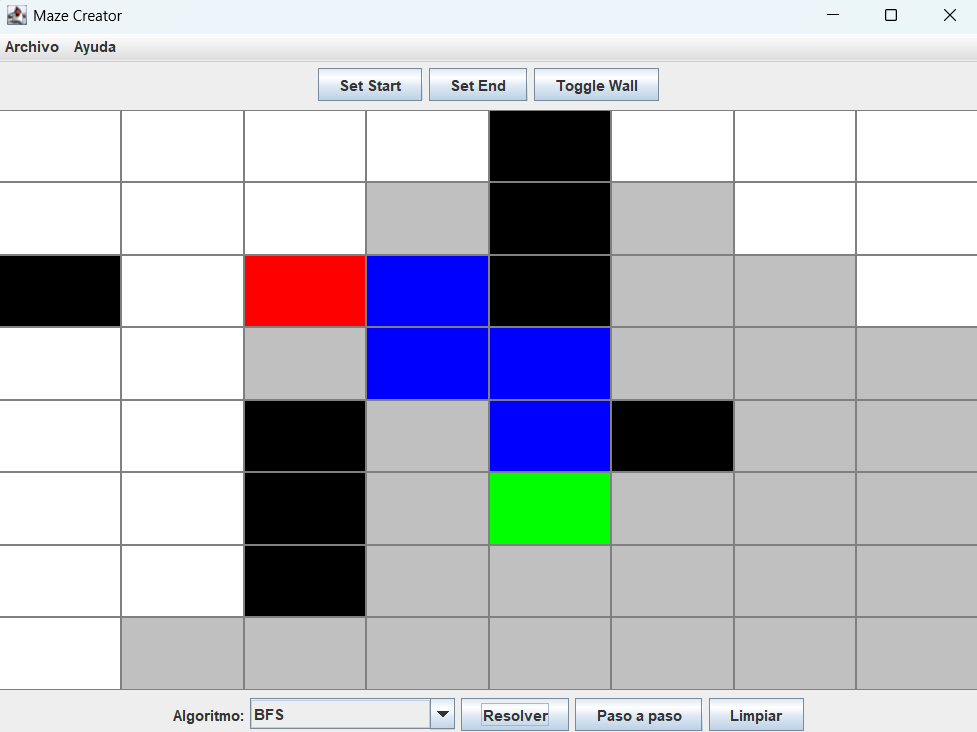 Maze Creator
Archivo Ayuda
Set Start Set End Toggle Wall
Algoritmo: BFS Resolver Paso a paso Limpiar